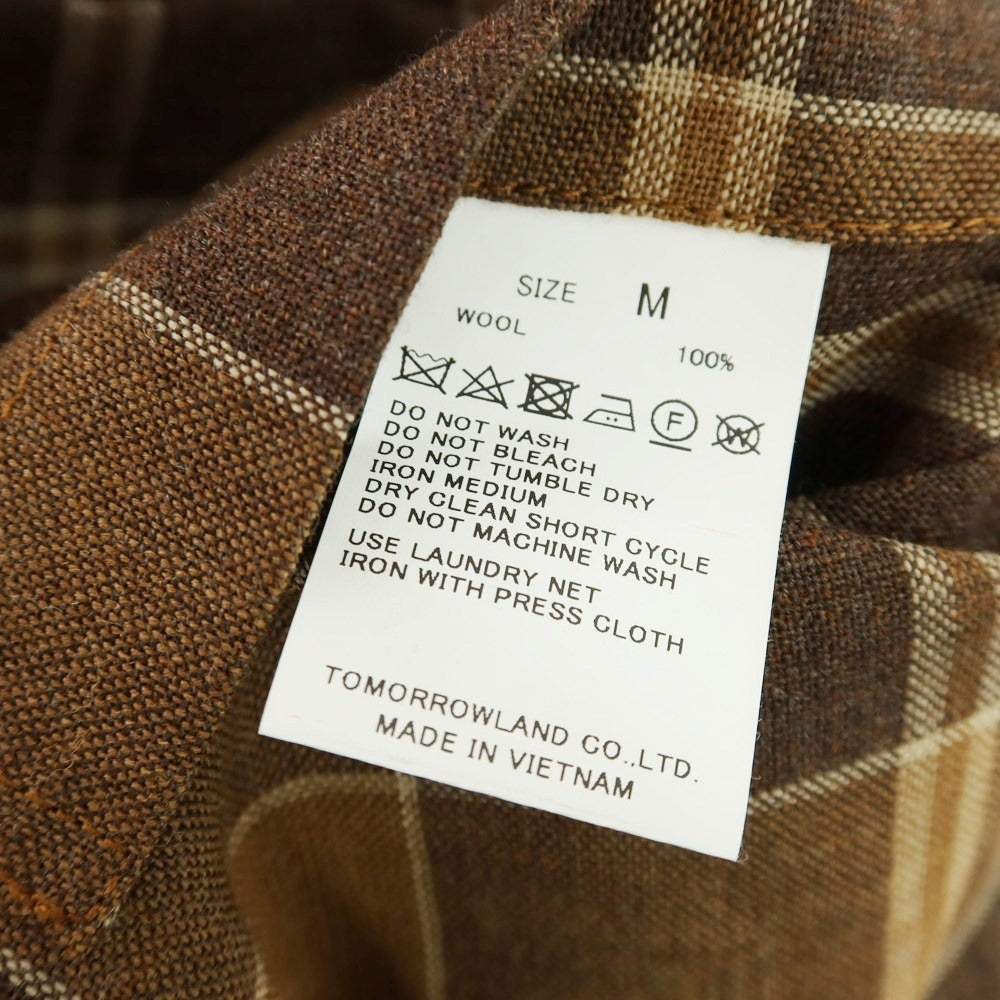 SIZE M
WOOL
100%
F W
DO NOT WASH
DO NOT BLEACH
DO NOT TUMBLE DRY
IRON MEDIUM
DRY CLEAN SHORT CYCLE
DO NOT MACHINE WASH
USE LAUNDRY NET
IRON WITH PRESS CLOTH
TOMORROWLAND CO.,LTD.
MADE IN VIETNAM